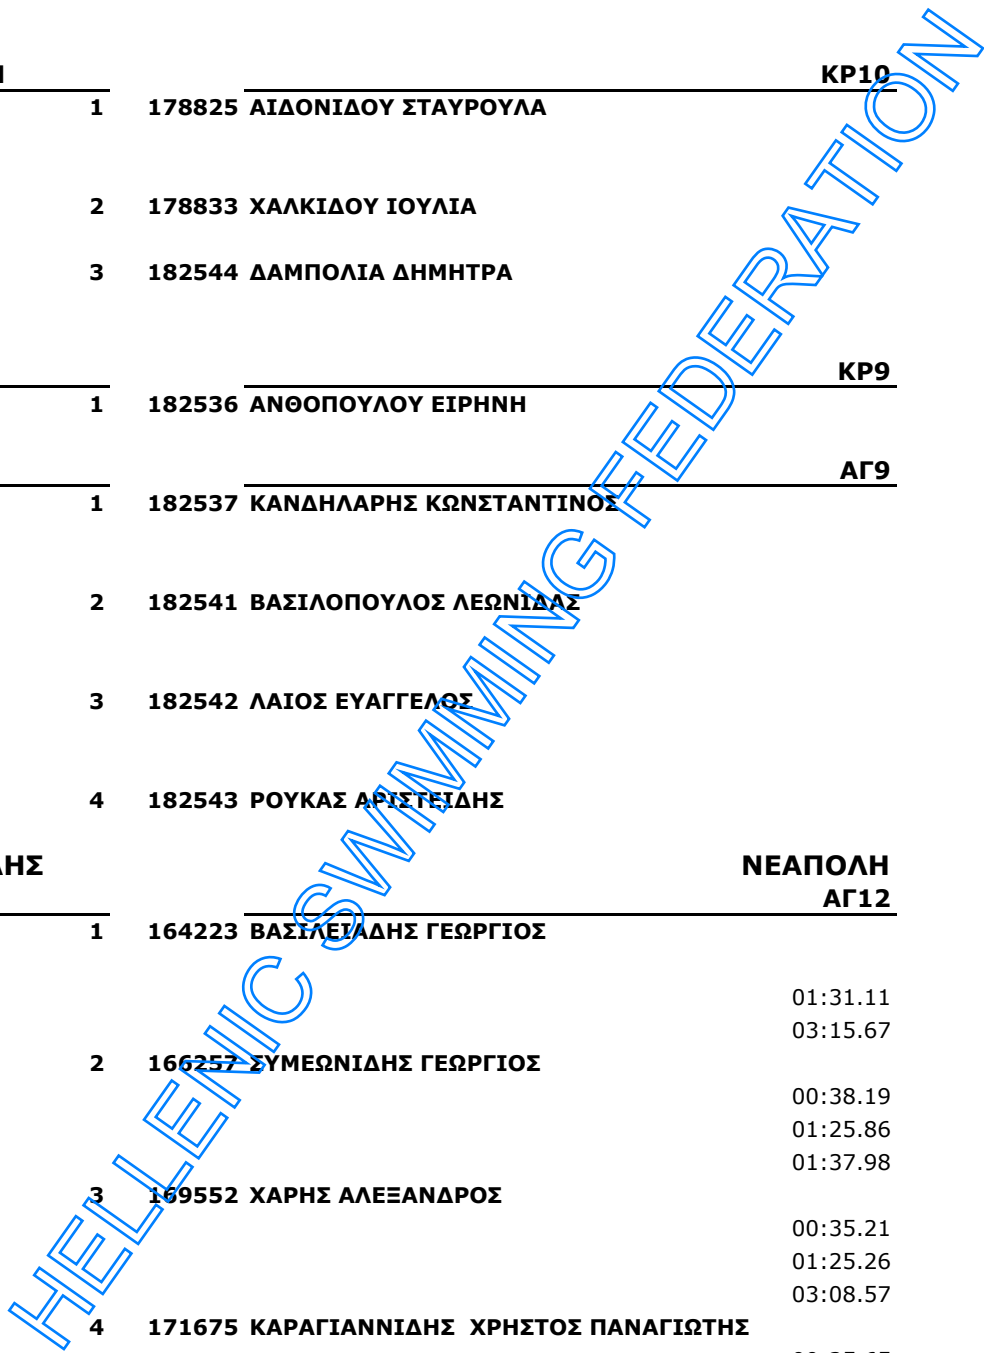 ΚΡ10
1 178825 ΑΙΔΟΝΙΔΟΥ ΣΤΑΥΡΟΥΛΑ
2 178833 ΧΑΛΚΙΔΟΥ ΙΟΥΛΙΑ
3 182544 ΔΑΜΠΟΛΙΑ ΔΗΜΗΤΡΑ
ΚΡ9
1 182536 ΑΝΘΟΠΟΥΛΟΥ ΕΙΡΗΝΗ
ΑΓ9
1 182537 ΚΑΝΔΗΛΑΡΗΣ ΚΩΝΣΤΑΝΤΙΝΟΣ
2 182541 ΒΑΣΙΛΟΠΟΥΛΟΣ ΛΕΩΝΙΔΑΣ
3 182542 ΛΑΙΟΣ ΕΥΑΓΓΕΛΟΣ
4 182543 ΡΟΥΚΑΣ ΑΡΙΣΤΕΙΔΗΣ
ΛΗΣ ΝΕΑΠΟΛΗ
ΑΓ12
1 164223 ΒΑΣΙΛΕΙΑΔΗΣ ΓΕΩΡΓΙΟΣ
01:31.11
03:15.67
2 166257 ΣΥΜΕΩΝΙΔΗΣ ΓΕΩΡΓΙΟΣ
00:38.19
01:25.86
01:37.98
3 169552 ΧΑΡΗΣ ΑΛΕΞΑΝΔΡΟΣ
00:35.21
01:25.26
03:08.57
4 171675 ΚΑΡΑΓΙΑΝΝΙΔΗΣ ΧΡΗΣΤΟΣ ΠΑΝΑΓΙΩΤΗΣ
HELLENIC SWIMMING FEDERATION